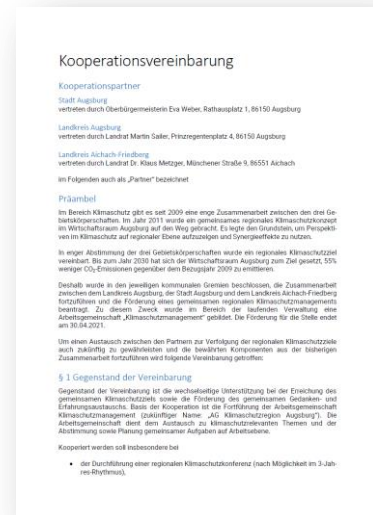 Kooperationsvereinbarung
Kooperationspartner
Stadt Augsburg
vertreten durch Oberbürgermeisterin Eva Weber, Rathausplatz 1, 86150 Augsburg
Landkreis Augsburg
vertreten durch Landrat Martin Sailer, Prinzregentenplatz 4, 86150 Augsburg
Landkreis Aichach-Friedberg
vertreten durch Landrat Dr. Klaus Metzger, Münchener Straße 9, 86551 Aichach
im Folgenden auch als „Partner" bezeichnet
Präambel
Im Bereich Klimaschutz gibt es seit 2009 eine enge Zusammenarbeit zwischen den drei Ge-
bietskörperschaften. Im Jahr 2011 wurde ein gemeinsames regionales Klimaschutzkonzept
im Wirtschaftsraum Augsburg auf den Weg gebracht. Es legte den Grundstein, um Perspekti-
ven im Klimaschutz auf regionaler Ebene aufzuzeigen und Synergieeffekte zu nutzen.
In enger Abstimmung der drei Gebietskörperschaften wurde ein regionales Klimaschutzziel
vereinbart. Bis zum Jahr 2030 hat sich der Wirtschaftsraum Augsburg zum Ziel gesetzt, 55%
weniger CO₂-Emissionen gegenüber dem Bezugsjahr 2009 zu emittieren.
Deshalb wurde in den jeweiligen kommunalen Gremien beschlossen, die Zusammenarbeit
zwischen dem Landkreis Augsburg, der Stadt Augsburg und dem Landkreis Aichach-Friedberg
fortzuführen und die Förderung eines gemeinsamen regionalen Klimaschutzmanagements
beantragt. Zu diesem Zweck wurde im Bereich der laufenden Verwaltung eine
Arbeitsgemeinschaft „Klimaschutzmanagement" gebildet. Die Förderung für die Stelle endet
am 30.04.2021.
Um einen Austausch zwischen den Partnern zur Verfolgung der regionalen Klimaschutzziele
auch zukünftig zu gewährleisten und die bewährten Komponenten aus der bisherigen
Zusammenarbeit fortzuführen wird folgende Vereinbarung getroffen:
§ 1 Gegenstand der Vereinbarung
Gegenstand der Vereinbarung ist die wechselseitige Unterstützung bei der Erreichung des
gemeinsamen Klimaschutzziels sowie die Förderung des gemeinsamen Gedanken- und
Erfahrungsaustauschs. Basis der Kooperation ist die Fortführung der Arbeitsgemeinschaft
Klimaschutzmanagement (zukünftiger Name: „AG Klimaschutzregion Augsburg"). Die
Arbeitsgemeinschaft dient dem Austausch zu klimaschutzrelevanten Themen und der
Abstimmung sowie Planung gemeinsamer Aufgaben auf Arbeitsebene.
Kooperiert werden soll insbesondere bei
• der Durchführung einer regionalen Klimaschutzkonferenz (nach Möglichkeit im 3-Jah-
res-Rhythmus),